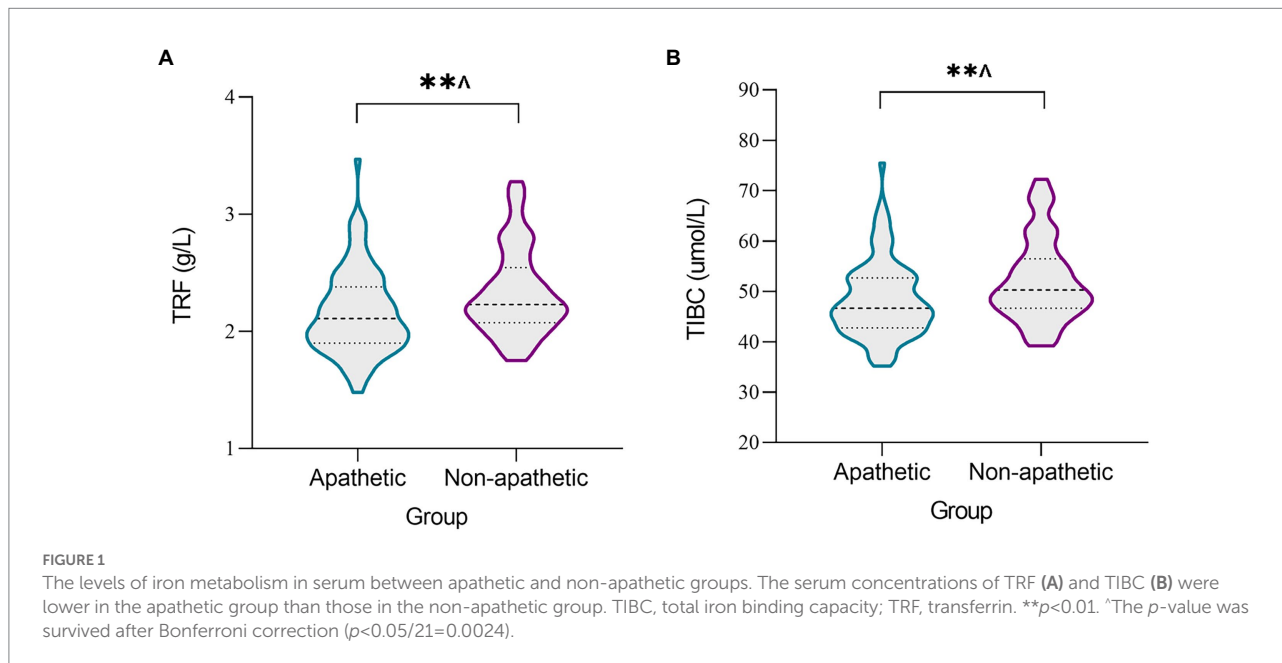 A
**^
4
3
2
1
TRF (g/L)
Apathetic
Non-apathetic
Group
B
**^
90
80
70
60
50
40
30
20
TIBC (umol/L)
Apathetic
Non-apathetic
Group
FIGURE 1
The levels of iron metabolism in serum between apathetic and non-apathetic groups. The serum concentrations of TRF (A) and TIBC (B) were
lower in the apathetic group than those in the non-apathetic group. TIBC, total iron binding capacity; TRF, transferrin. **p<0.01. ^The p-value was
survived after Bonferroni correction (p<0.05/21=0.0024).